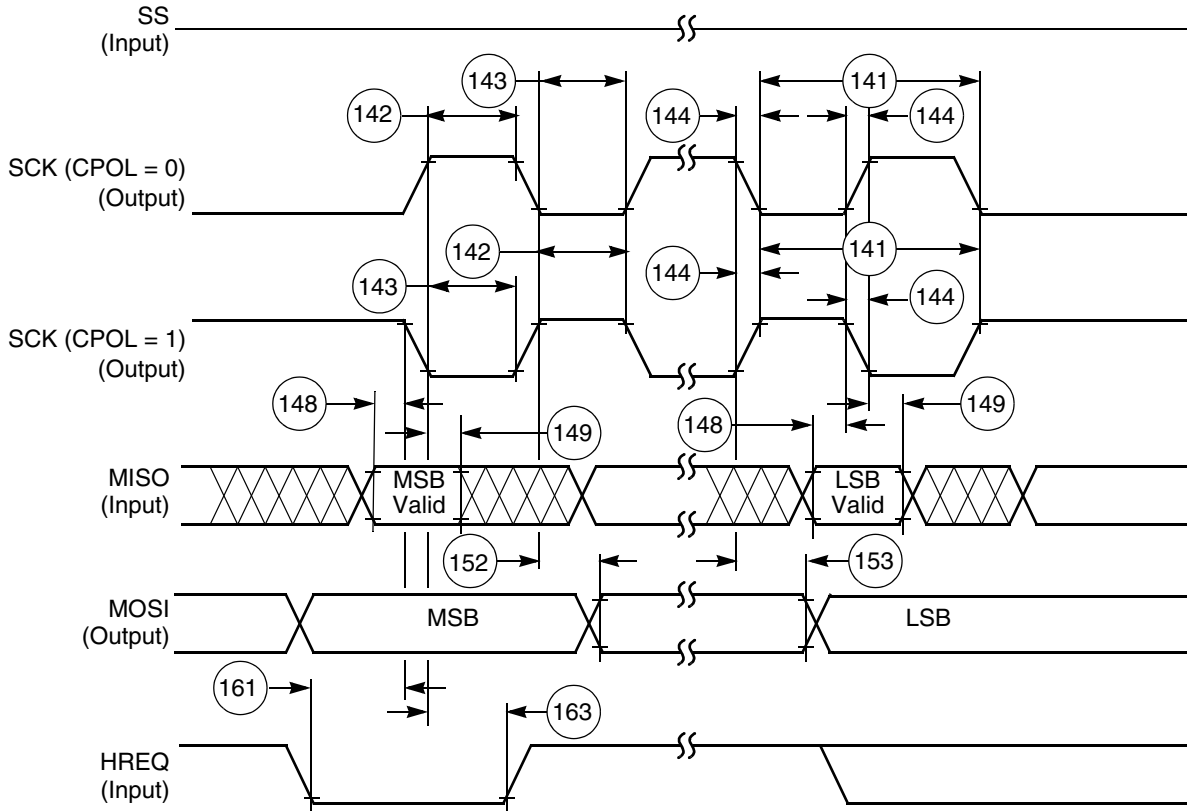 SS
(Input)
143
141
142
144
144
SCK (CPOL = 0)
(Output)
142
141
143
144
144
SCK (CPOL = 1)
(Output)
148
149
148
149
MISO
(Input)
MSB
Valid
LSB
Valid
152
153
MOSI
(Output)
MSB
LSB
161
163
HREQ
(Input)